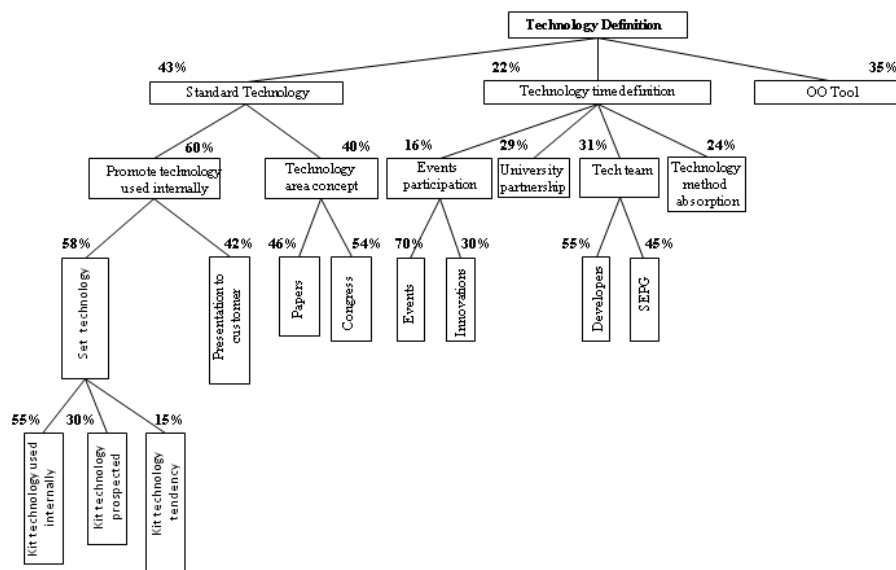 Technology Definition
43%
22%
35%
Standard Technology
Technology time definition
OO Tool
60%
40%
16%
29%
31%
24%
Promote technology
used internally
Technology
area concept
Events
participation
University
partnership
Tech team
Technology
method
absorption
58%
42%
46%
54%
70%
30%
55%
45%
Set technology
Presentation to
customer
Papers
Congress
Events
Innovations
Developers
SEPG
55%
30%
15%
Kit technology used
internally
Kit technology
prospected
Kit technology
tendency